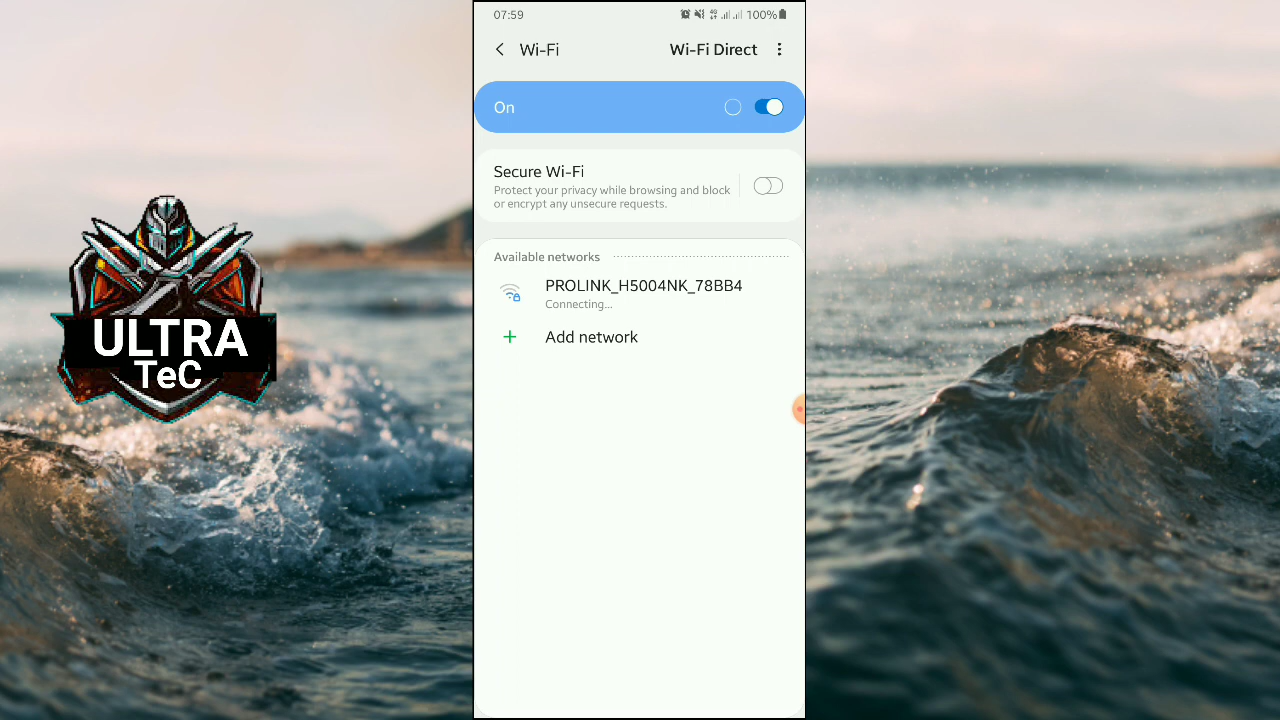 07:59
100%
Wi-Fi
Wi-Fi Direct
On
Secure Wi-Fi
Protect your privacy while browsing and block
or encrypt any unsecure requests.
Available networks
PROLINK_H5004NK_78BB4
Connecting...
Add network
ULTRA
TeC